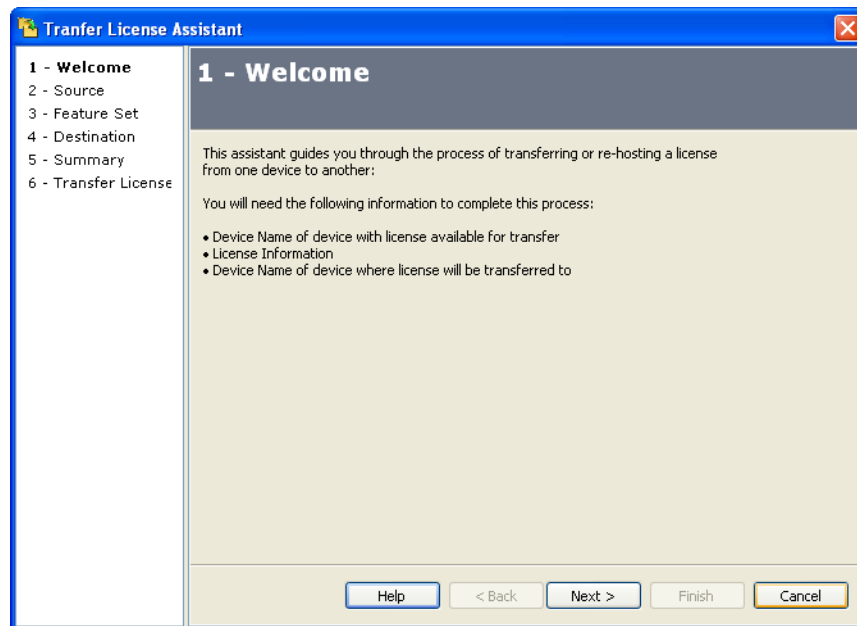 Tranfer License Assistant
1 - Welcome
2 - Source
3 - Feature Set
4 - Destination
5 - Summary
6 - Transfer License
1 - Welcome
This assistant guides you through the process of transferring or re-hosting a license
from one device to another:
You will need the following information to complete this process:
• Device Name of device with license available for transfer
• License Information
• Device Name of device where license will be transferred to
Help
< Back
Next >
Finish
Cancel